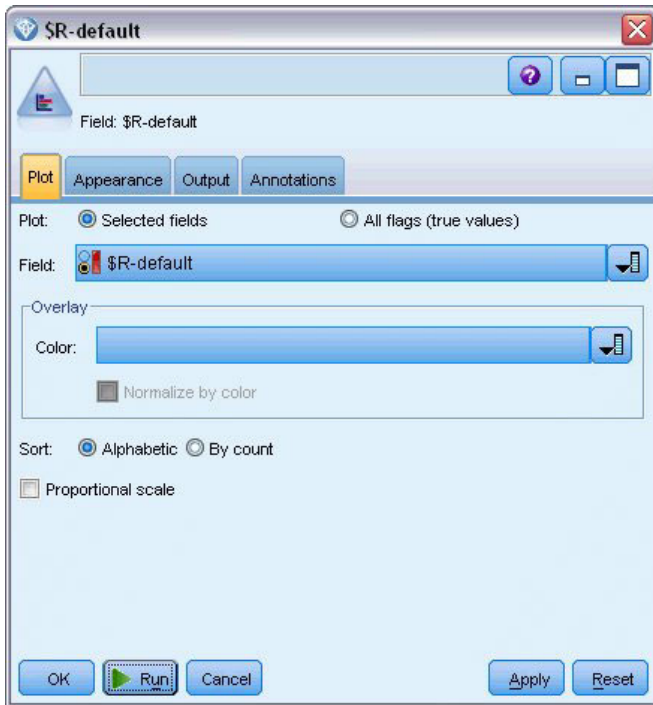 $R-default
Field: $R-default
Plot Appearance Output Annotations
Plot: Selected fields All flags (true values)
Field: $R-default
Overlay
Color:
Normalize by color
Sort: Alphabetic By count
Proportional scale
OK Run Cancel Apply Reset